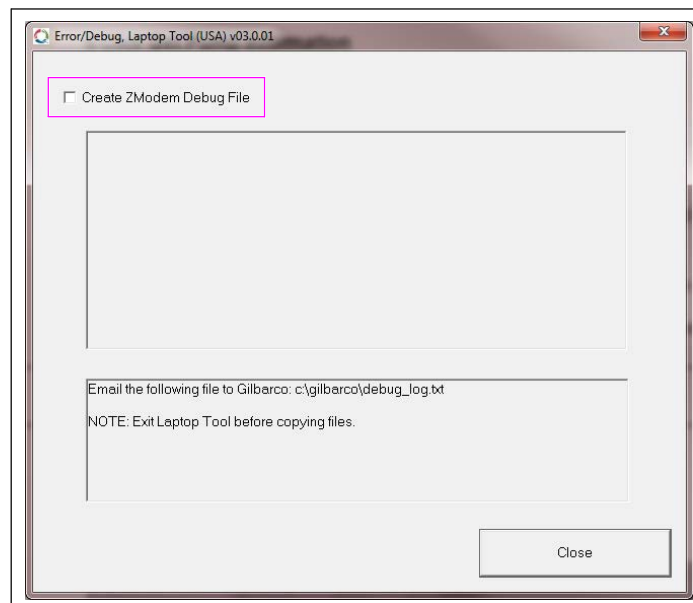 Error/Debug, Laptop Tool (USA) v03.0.01
Create ZModem Debug File
Email the following file to Gilbarco: c:\gilbarco\debug_log.txt
NOTE: Exit Laptop Tool before copying files.
Close